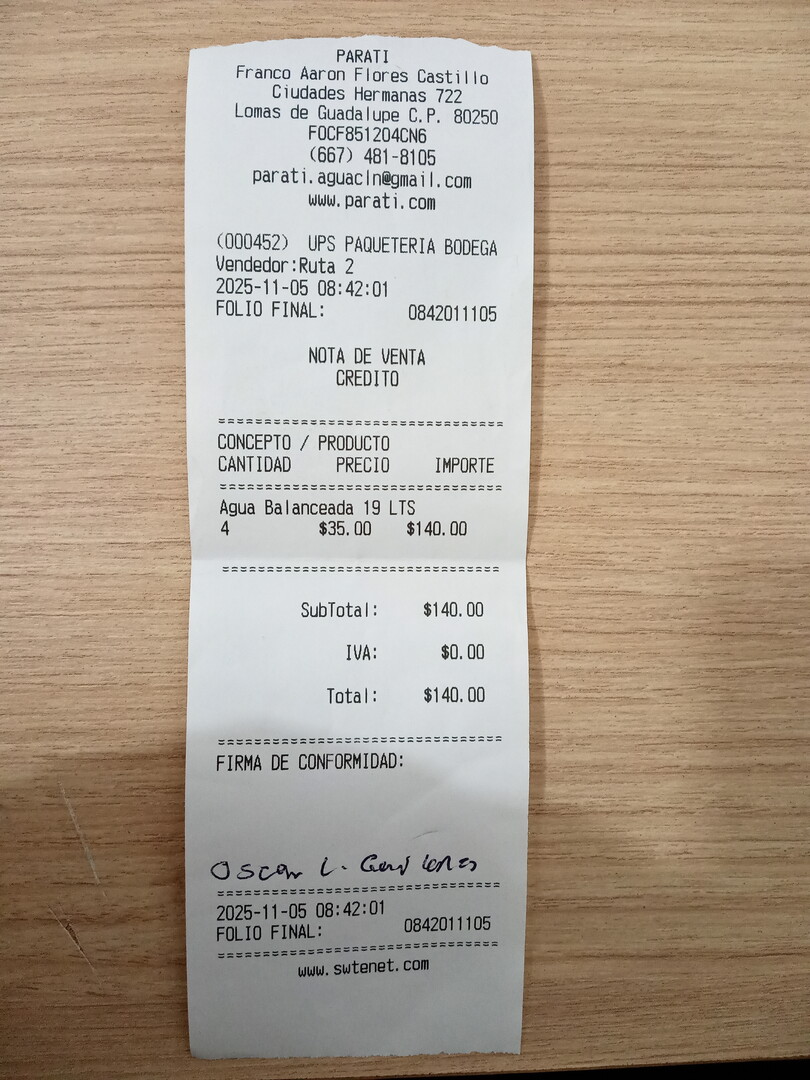 PARATI
Franco Aaron Flores Castillo
Ciudades Hermanas 722
Lomas de Guadalupe C.P. 80250
FOCF851204CN6
(667) 481-8105
parati.aguacln@gmail.com
www.parati.com
(000452) UPS PAQUETERIA BODEGA
Vendedor:Ruta 2
2025-11-05 08:42:01
FOLIO FINAL: 0842011105
NOTA DE VENTA
CREDITO
CONCEPTO / PRODUCTO
CANTIDAD PRECIO IMPORTE
Agua Balanceada 19 LTS
4 $35.00 $140.00
SubTotal: $140.00
IVA: $0.00
Total: $140.00
FIRMA DE CONFORMIDAD:
Oscar L.
2025-11-05 08:42:01
FOLIO FINAL: 0842011105
www.swtenet.com